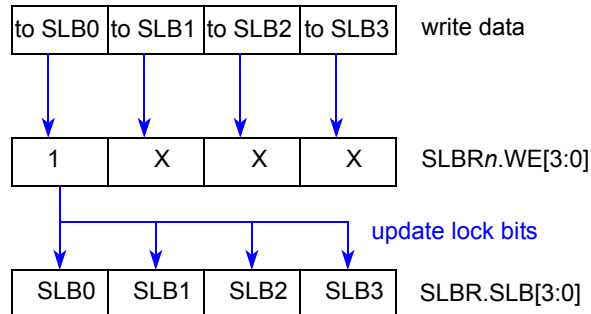 to SLB0 to SLB1 to SLB2 to SLB3 write data
1 X X X SLBRn.WE[3:0]
update lock bits
SLB0 SLB1 SLB2 SLB3 SLBR.SLB[3:0]